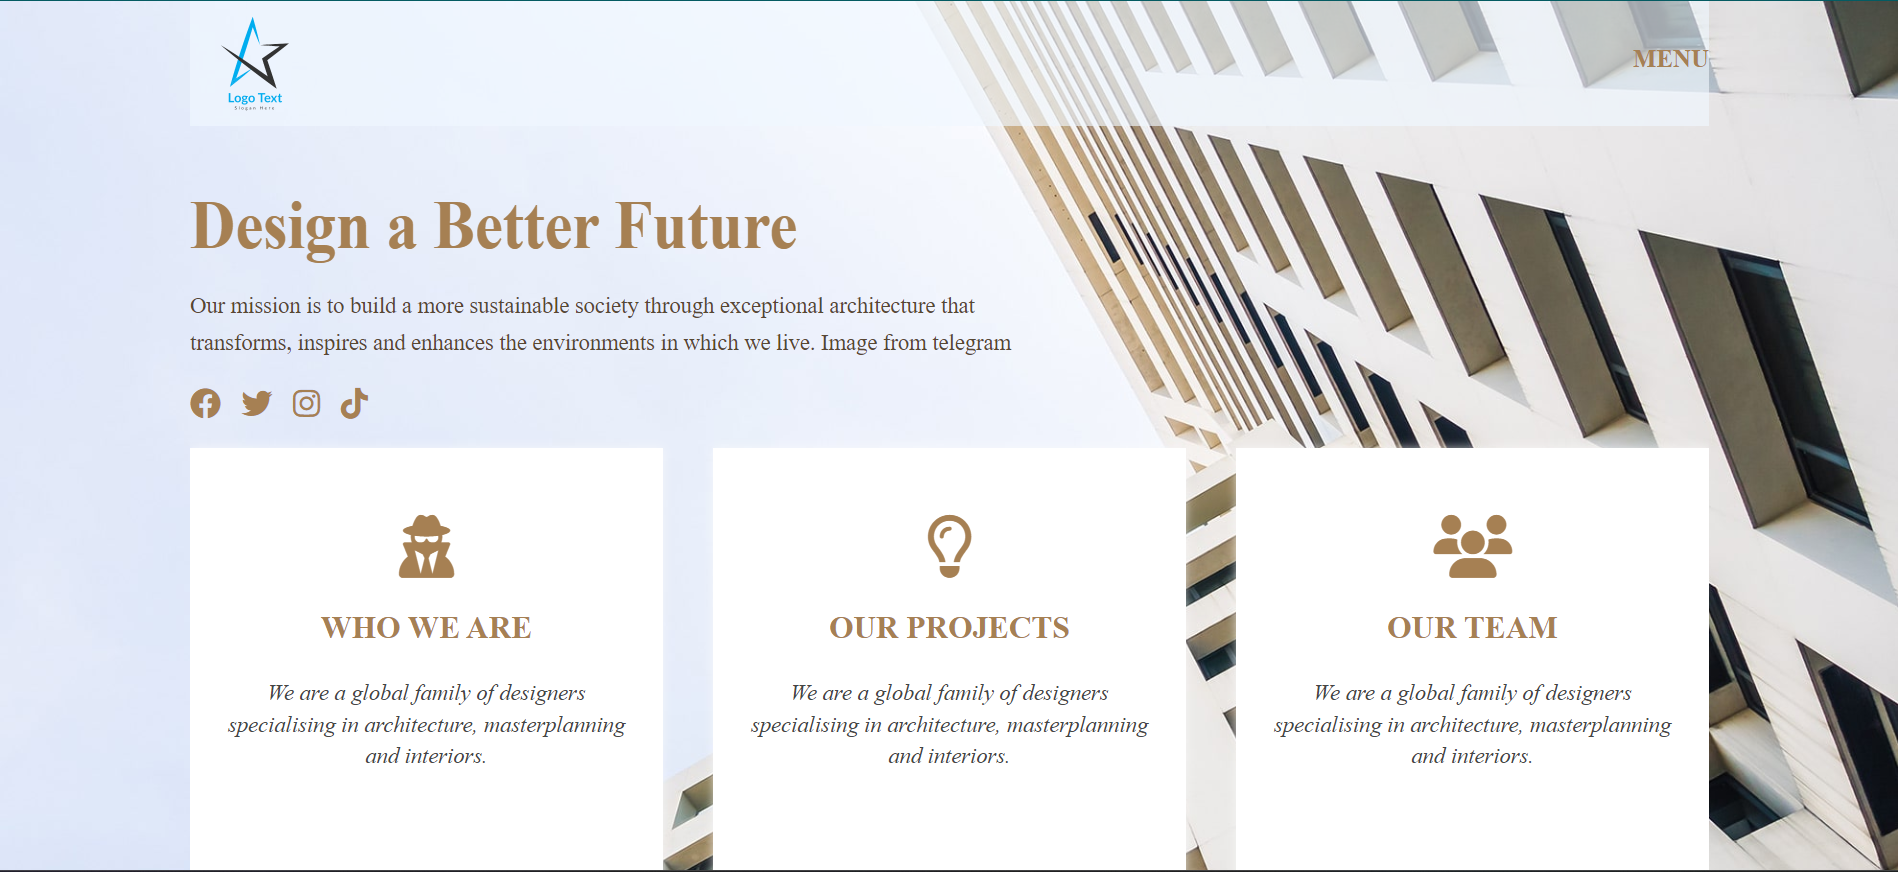 Logo Text
Slogan Here
MENU
Design a Better Future
Our mission is to build a more sustainable society through exceptional architecture that
transforms, inspires and enhances the environments in which we live. Image from telegram
WHO WE ARE
We are a global family of designers
specialising in architecture, masterplanning
and interiors.
OUR PROJECTS
We are a global family of designers
specialising in architecture, masterplanning
and interiors.
OUR TEAM
We are a global family of designers
specialising in architecture, masterplanning
and interiors.